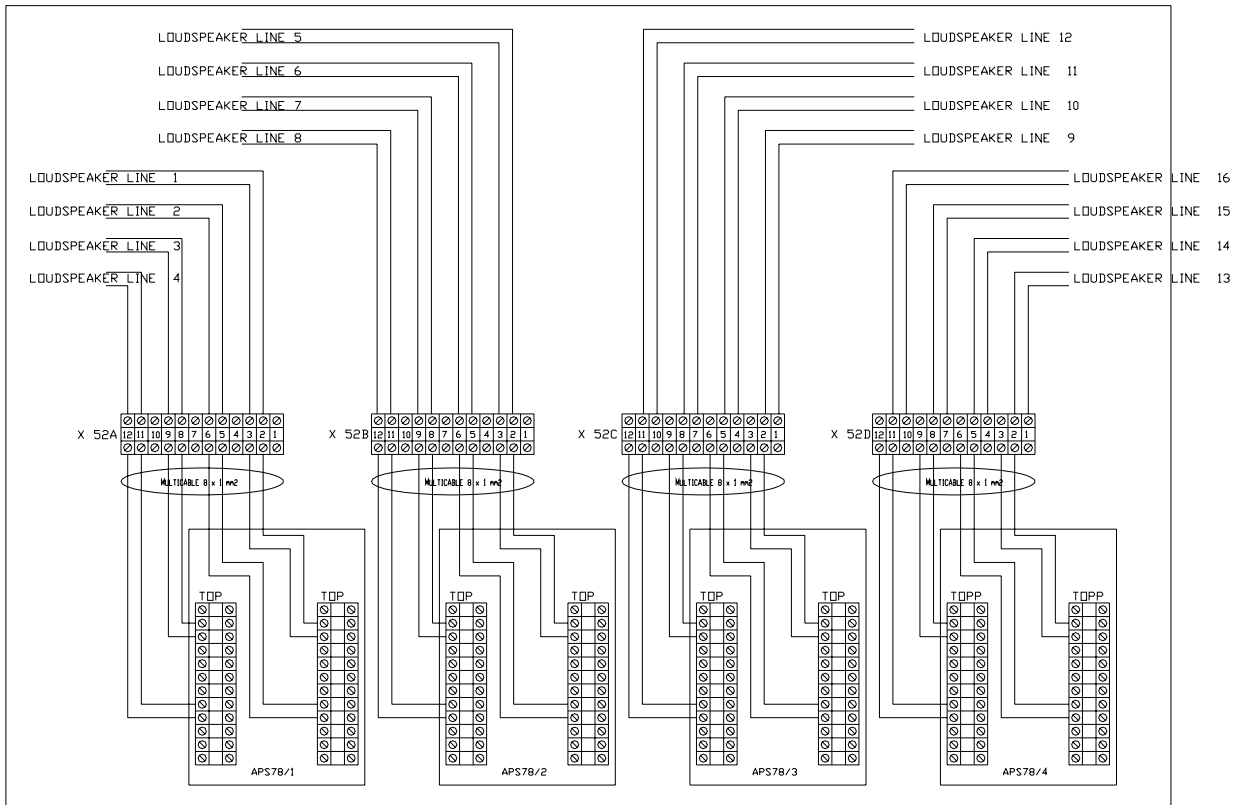 LOUDSPEAKER LINE 5
LOUDSPEAKER LINE 6
LOUDSPEAKER LINE 7
LOUDSPEAKER LINE 8
LOUDSPEAKER LINE 12
LOUDSPEAKER LINE 11
LOUDSPEAKER LINE 10
LOUDSPEAKER LINE 9
LOUDSPEAKER LINE 1
LOUDSPEAKER LINE 2
LOUDSPEAKER LINE 3
LOUDSPEAKER LINE 4
LOUDSPEAKER LINE 16
LOUDSPEAKER LINE 15
LOUDSPEAKER LINE 14
LOUDSPEAKER LINE 13
X 52A 12 11 10 9 8 7 6 5 4 3 2 1
X 52B 12 11 10 9 8 7 6 5 4 3 2 1
X 52C 12 11 10 9 8 7 6 5 4 3 2 1
X 52D 12 11 10 9 8 7 6 5 4 3 2 1
MULTICABLE 8 x 1 mm2
MULTICABLE 8 x 1 mm2
MULTICABLE 8 x 1 mm2
MULTICABLE 8 x 1 mm2
TOP
TOP
TOP
TOP
TOP
TOP
TOPP
TOPP
APS78/1
APS78/2
APS78/3
APS78/4